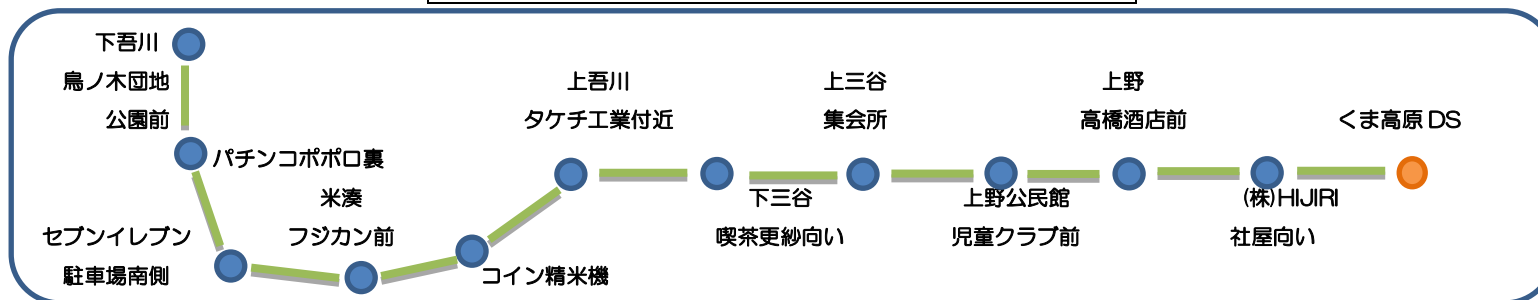 下吾川
鳥ノ木団地
公園前
パチンコポポロ裏
セブンイレブン
駐車場南側
米湊
フジカン前
コイン精米機
上吾川
タケチ工業付近
下三谷
喫茶更紗向い
上三谷
集会所
上野公民館
児童クラブ前
上野
高橋酒店前
(株)HIJIRI
社屋向い
くま高原 DS